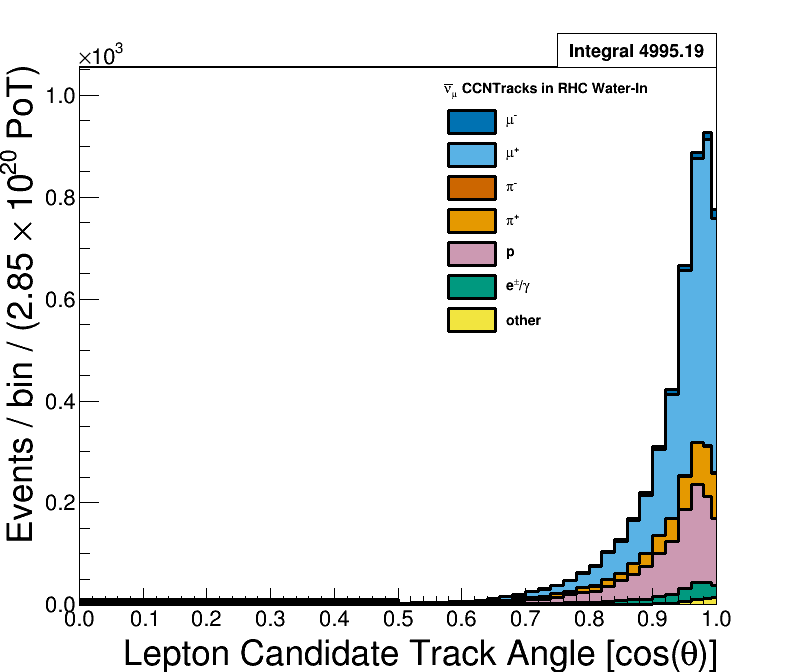 ×10³
Integral 4995.19
ν̅μ CCNTracks in RHC Water-In
μ⁻
μ⁺
π⁻
π⁺
p
e±/γ
other
Events / bin / (2.85 × 10²⁰ PoT)
1.0
0.8
0.6
0.4
0.2
0.0
0.0 0.1 0.2 0.3 0.4 0.5 0.6 0.7 0.8 0.9 1.0
Lepton Candidate Track Angle [cos(θ)]